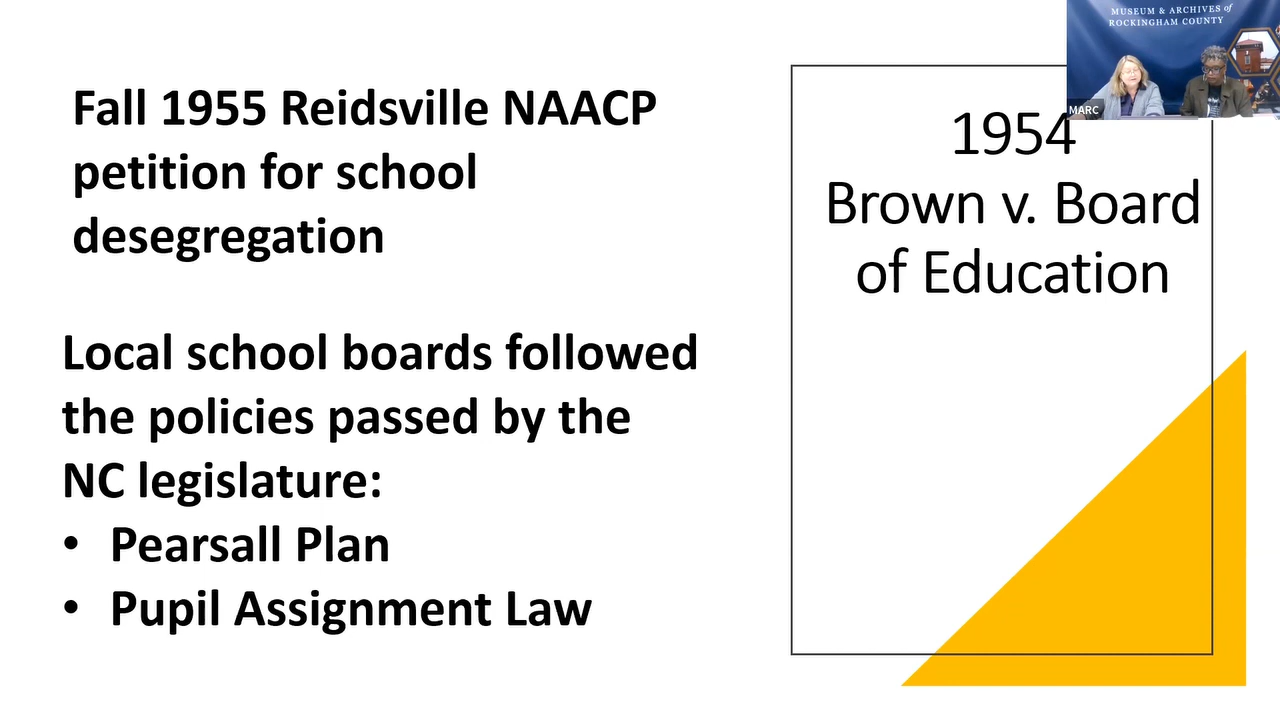 Fall 1955 Reidsville NAACP
petition for school
desegregation
Local school boards followed
the policies passed by the
NC legislature:
• Pearsall Plan
• Pupil Assignment Law
1954
Brown v. Board
of Education
MUSEUM & ARCHIVES of
ROCKINGHAM COUNTY
MARC